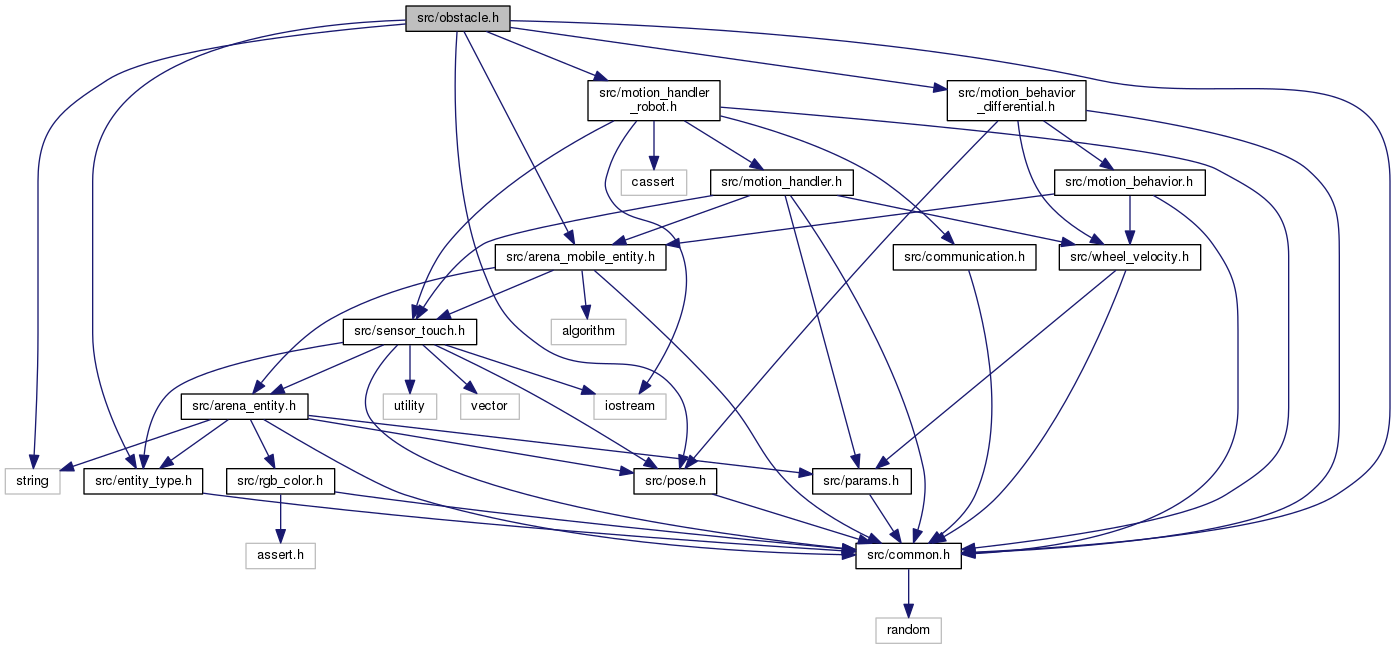 src/obstacle.h
src/motion_handler
_robot.h
src/motion_behavior
_differential.h
cassert
src/motion_handler.h
src/motion_behavior.h
src/arena_mobile_entity.h
src/communication.h
src/wheel_velocity.h
src/sensor_touch.h
algorithm
src/arena_entity.h
utility
vector
iostream
string
src/entity_type.h
src/rgb_color.h
src/pose.h
src/params.h
assert.h
src/common.h
random